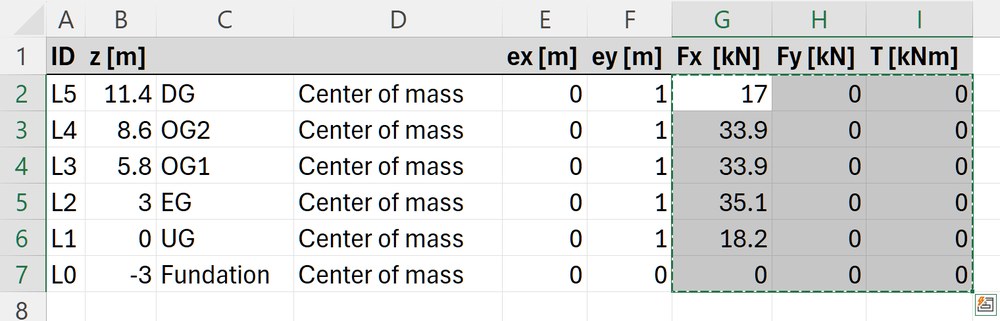 A B C D E F G H I
1 ID z [m] ex [m] ey [m] Fx [kN] Fy [kN] T [kNm]
2 L5 11.4 DG Center of mass 0 1 17 0 0
3 L4 8.6 OG2 Center of mass 0 1 33.9 0 0
4 L3 5.8 OG1 Center of mass 0 1 33.9 0 0
5 L2 3 EG Center of mass 0 1 35.1 0 0
6 L1 0 UG Center of mass 0 1 18.2 0 0
7 L0 -3 Fundation Center of mass 0 0 0 0 0
8